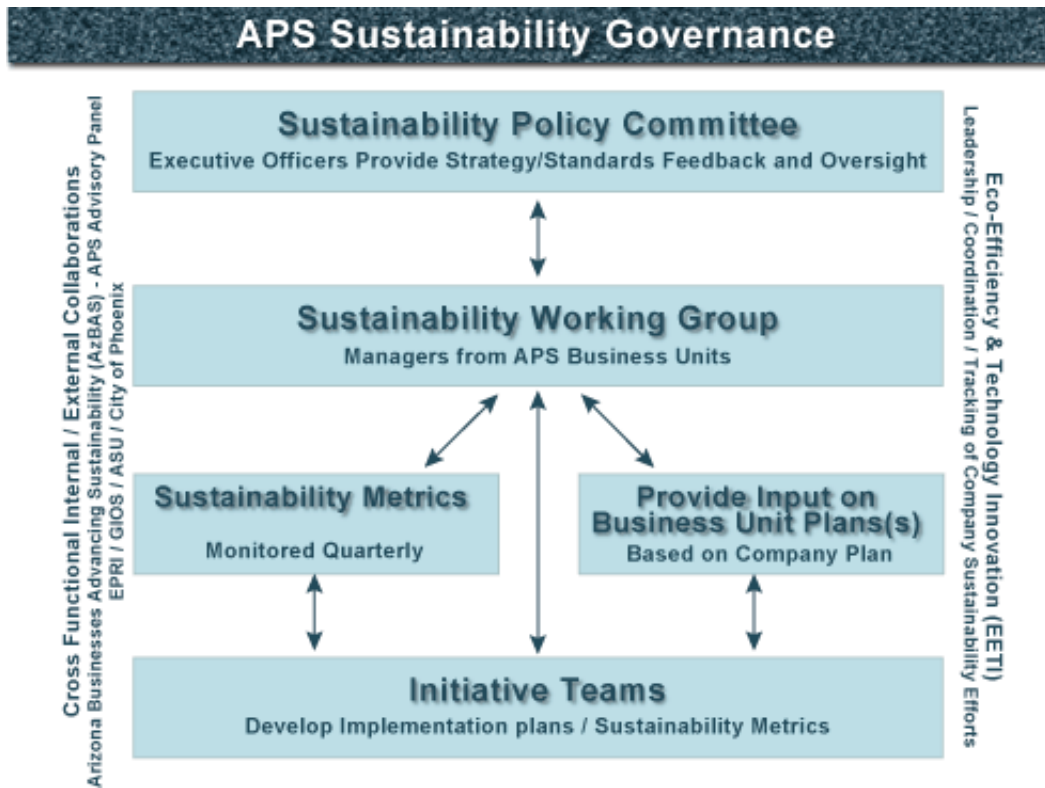 APS Sustainability Governance
Sustainability Policy Committee
Executive Officers Provide Strategy/Standards Feedback and Oversight
Sustainability Working Group
Managers from APS Business Units
Sustainability Metrics
Monitored Quarterly
Provide Input on
Business Unit Plans(s)
Based on Company Plan
Initiative Teams
Develop Implementation plans / Sustainability Metrics
Cross Functional Internal / External Collaborations
Arizona Businesses Advancing Sustainability (AzBAS) - APS Advisory Panel
EPRI / GIOS / ASU / City of Phoenix
Eco-Efficiency & Technology Innovation (EETI)
Leadership / Coordination / Tracking of Company Sustainability Efforts